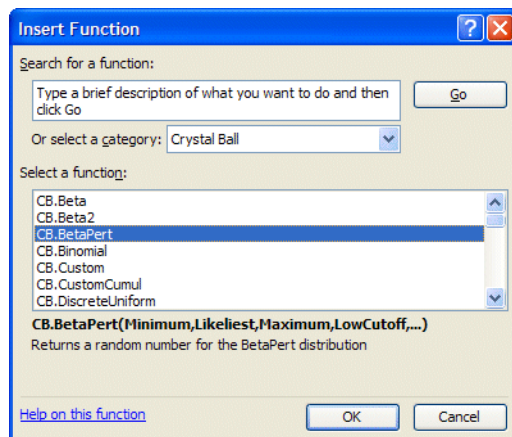 Insert Function
Search for a function:
Type a brief description of what you want to do and then
click Go
Go
Or select a category: Crystal Ball
Select a function:
CB.Beta
CB.Beta2
CB.BetaPert
CB.Binomial
CB.Custom
CB.CustomCumul
CB.DiscreteUniform
CB.BetaPert(Minimum,Likeliest,Maximum,LowCutoff,...)
Returns a random number for the BetaPert distribution
Help on this function
OK
Cancel